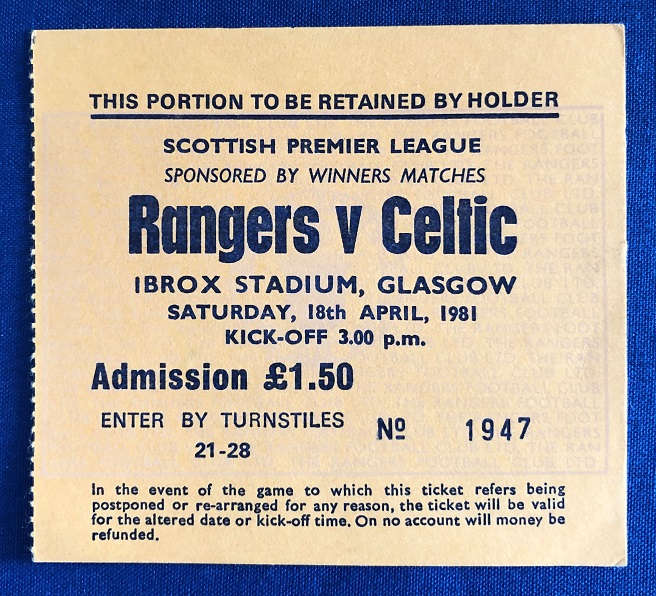 THIS PORTION TO BE RETAINED BY HOLDER
SCOTTISH PREMIER LEAGUE
SPONSORED BY WINNERS MATCHES
Rangers v Celtic
IBROX STADIUM, GLASGOW
SATURDAY, 18th APRIL, 1981
KICK-OFF 3.00 p.m.
Admission £1.50
ENTER BY TURNSTILES
21-28
Nº 1947
In the event of the game to which this ticket refers being
postponed or re-arranged for any reason, the ticket will be valid
for the altered date or kick-off time. On no account will money be
refunded.